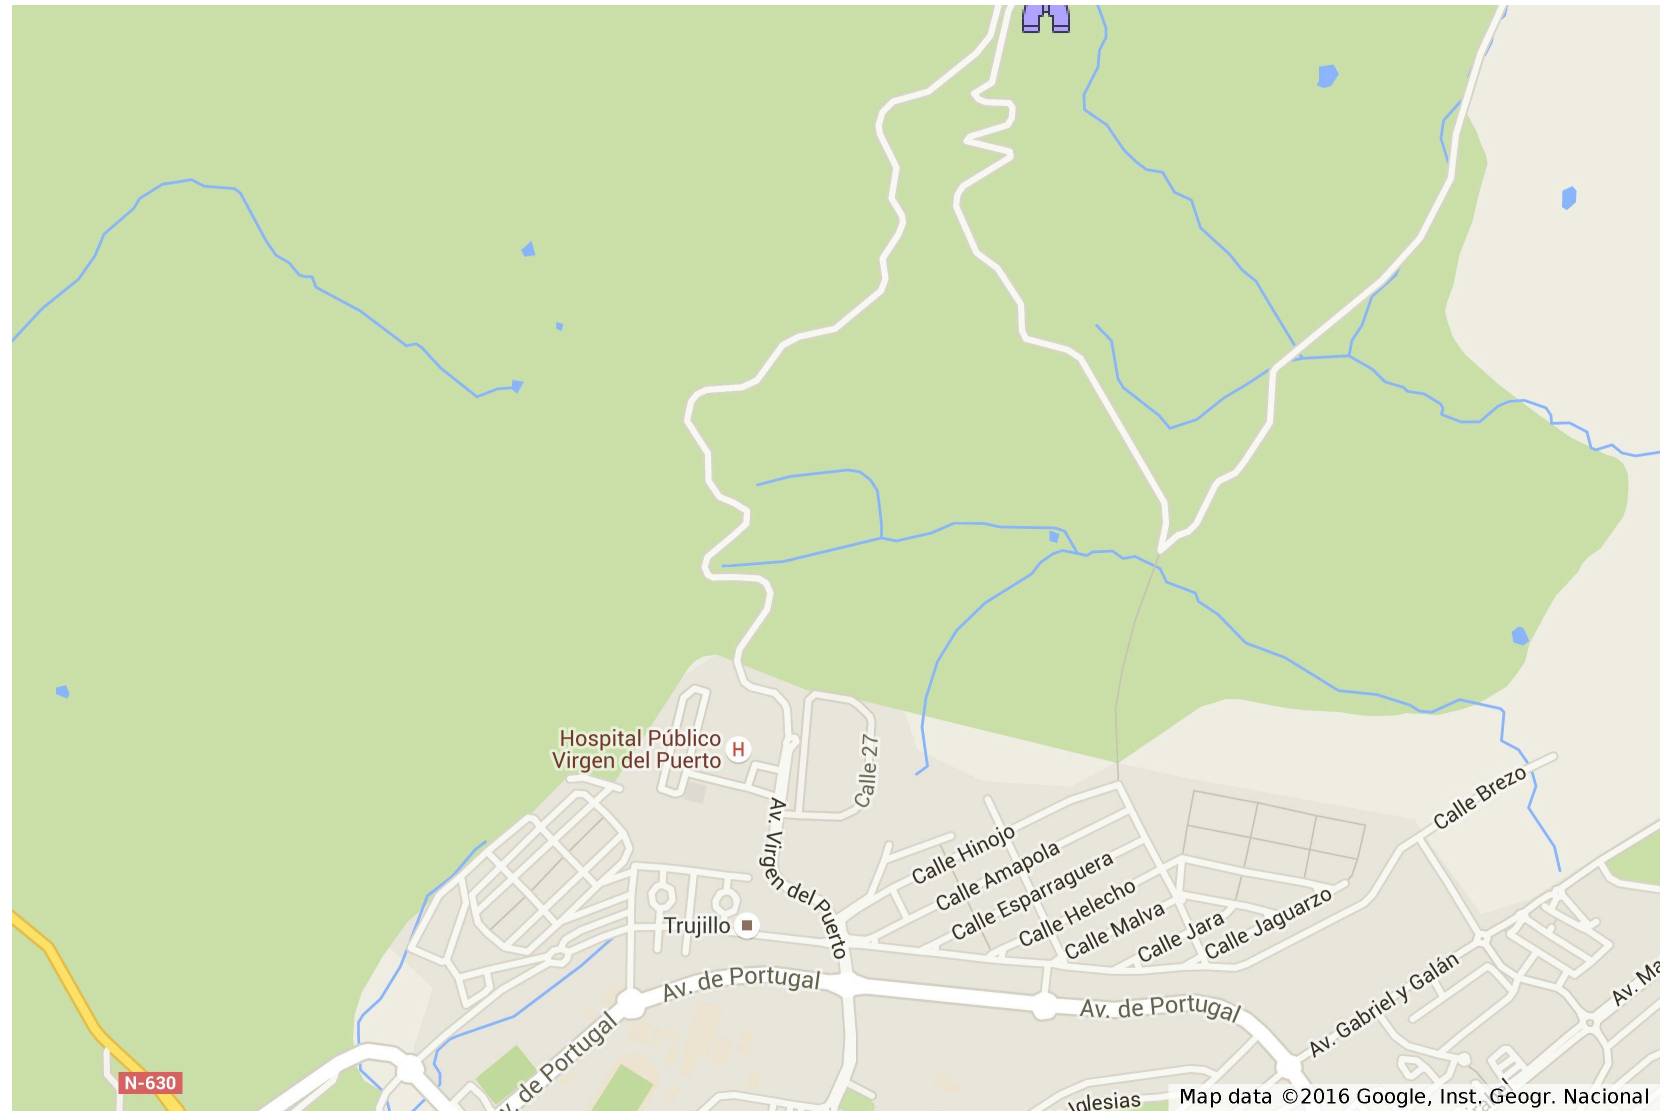 Hospital Público
Virgen del Puerto
H
Calle 27
Calle Brezo
Av. Virgen del Puerto
Calle Hinojo
Calle Amapola
Calle Esparraguera
Calle Helecho
Calle Malva
Calle Jara
Calle Jaguarzo
Trujillo
Av. de Portugal
Av. de Portugal
Av. Gabriel y Galán
Av. Ma
v. de Portugal
N-630
Iglesias
Map data ©2016 Google, Inst. Geogr. Nacional